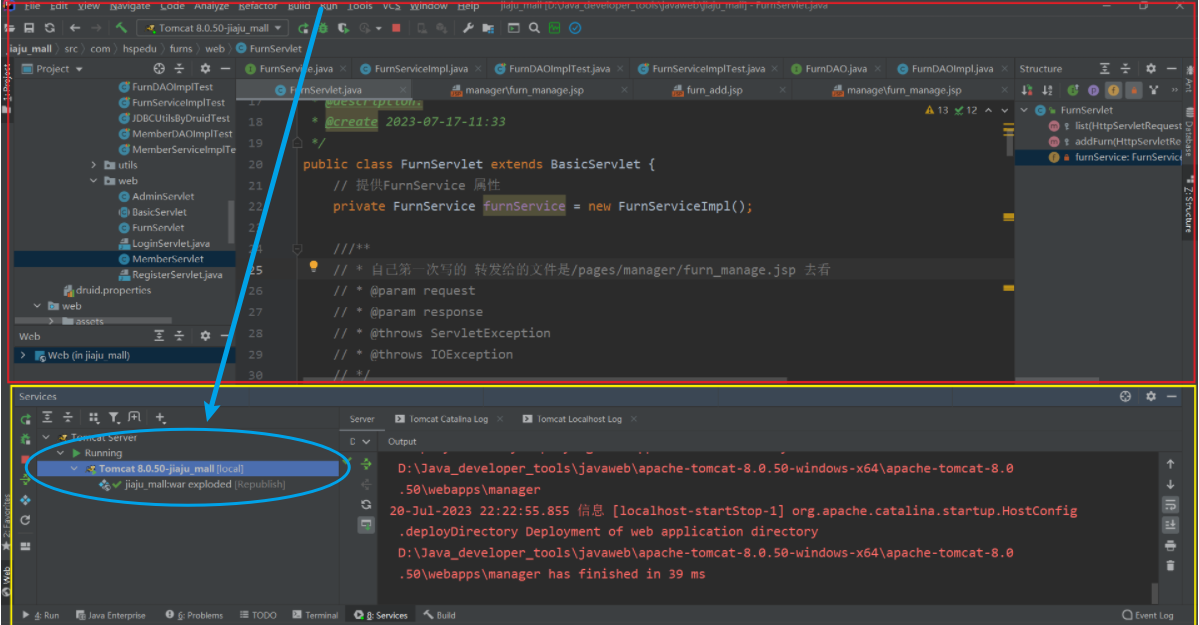 File Edit View Navigate Code Analyze Refactor Build Run Tools VCS Window Help jiaju_mall [D:\Java_developer_tools\javaweb\jiaju_mall] - FurnServlet.java
Tomcat 8.0.50-jiaju_mall
jiaju_mall src com hspedu furns web FurnServlet
1: Project
Project
FurnService.java FurnServiceImpl.java FurnDAOImplTest.java FurnServiceImplTest.java FurnDAO.java FurnDAOImpl.java
FurnServlet.java manager\furn_manage.jsp furn_add.jsp manage\furn_manage.jsp
FurnDAOImplTest
FurnServiceImplTest
JDBCUtilsByDruidTest
MemberDAOImplTest
MemberServiceImplTe
utils
web
AdminServlet
BasicServlet
FurnServlet
LoginServlet.java
MemberServlet
RegisterServlet.java
druid.properties
web
assets
Web
Web (in jiaju_mall)
13 12
17 * @description:
18 * @create 2023-07-17-11:33
19 */
20 public class FurnServlet extends BasicServlet {
21 // 提供FurnService 属性
22 private FurnService furnService = new FurnServiceImpl();
23
24 ///**
25 // * 自己第一次写的 转发给的文件是/pages/manager/furn_manage.jsp 去看
26 // * @param request
27 // * @param response
28 // * @throws ServletException
29 // * @throws IOException
30 // */
Structure
FurnServlet
list(HttpServletRequest
addFurn(HttpServletRe
furnService: FurnService
Ant
Database
Z: Structure
Services
Tomcat Server
Running
Tomcat 8.0.50-jiaju_mall [local]
jiaju_mall:war exploded [Republish]
Server Tomcat Catalina Log Tomcat Localhost Log
Output
D:\Java_developer_tools\javaweb\apache-tomcat-8.0.50-windows-x64\apache-tomcat-8.0
.50\webapps\manager
20-Jul-2023 22:22:55.855 信息 [localhost-startStop-1] org.apache.catalina.startup.HostConfig
.deployDirectory Deployment of web application directory
D:\Java_developer_tools\javaweb\apache-tomcat-8.0.50-windows-x64\apache-tomcat-8.0
.50\webapps\manager has finished in 39 ms
2: Favorites
Web
4: Run Java Enterprise 6: Problems TODO Terminal 8: Services Build Event Log